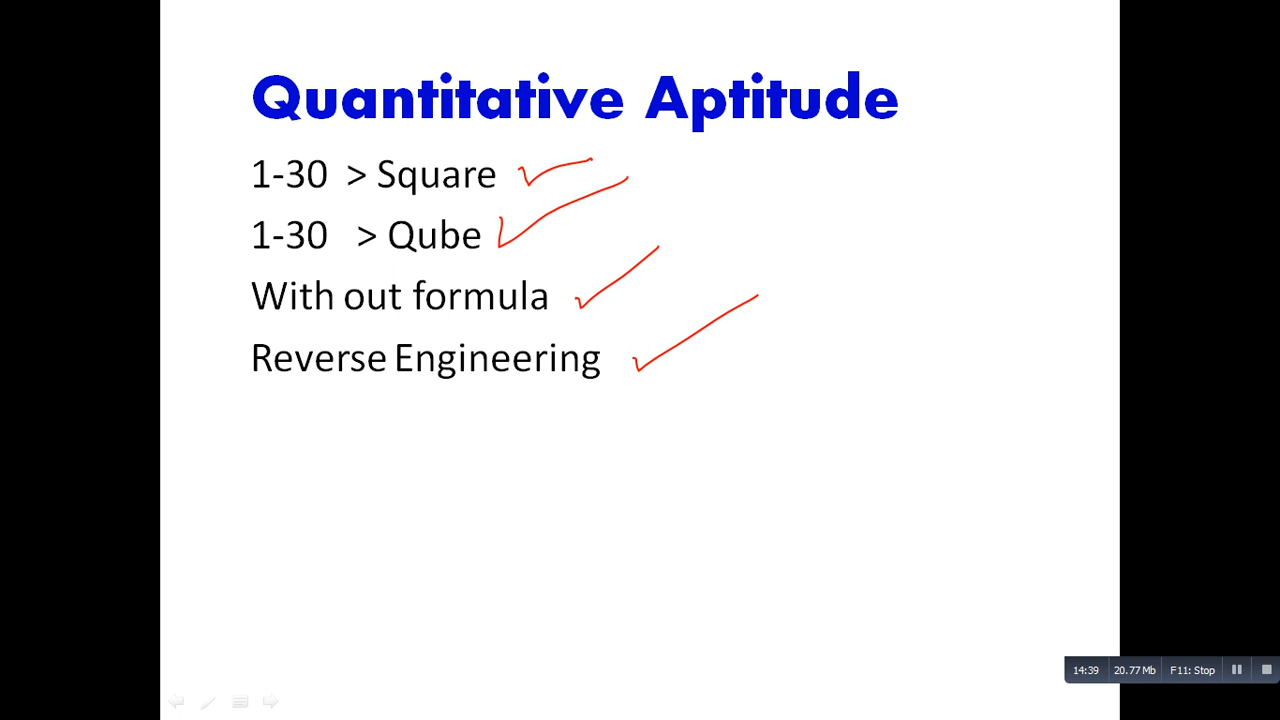 Quantitative Aptitude
1-30 > Square
1-30 > Qube
With out formula
Reverse Engineering
14:39 20.77 Mb F11: Stop